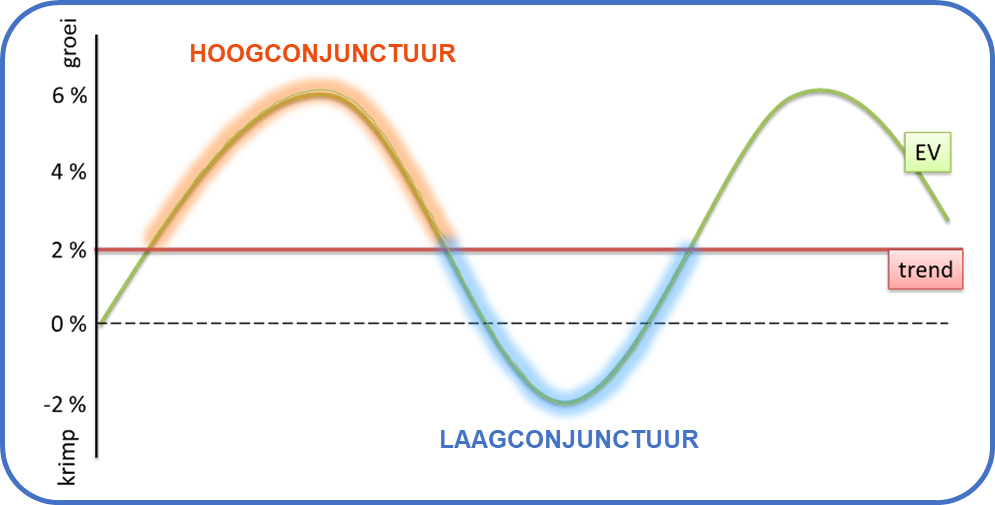 groei
HOOGCONJUNCTUUR
6 %
4 %
EV
2 %
trend
0 %
-2 %
LAAGCONJUNCTUUR
krimp